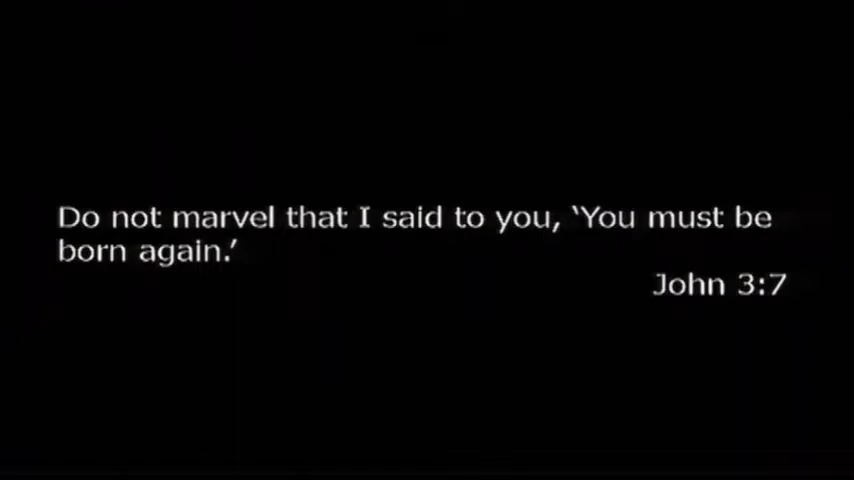 Do not marvel that I said to you, ‘You must be
born again.’
John 3:7